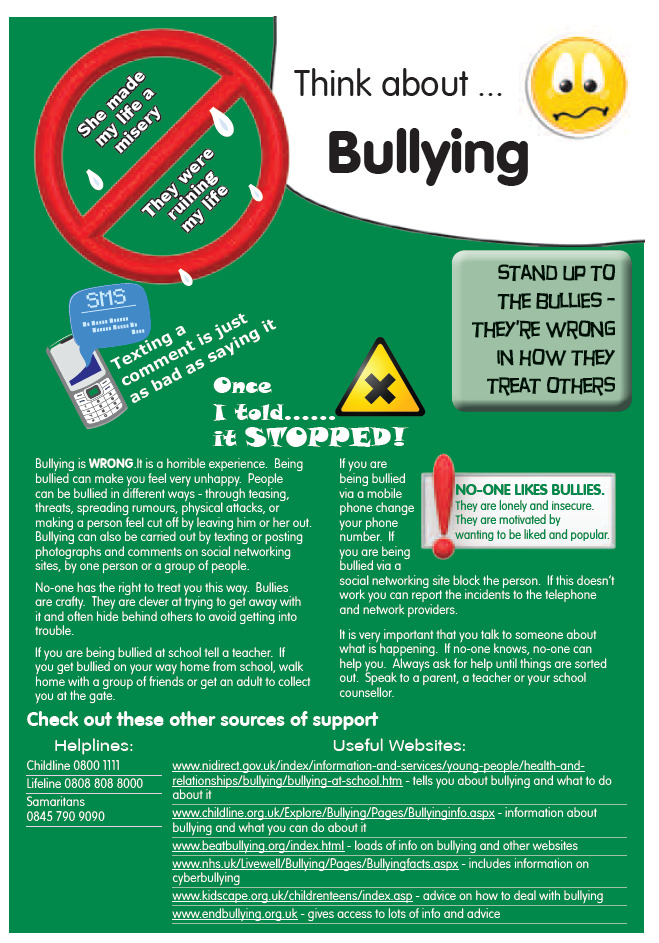 Think about ...
Bullying
She made
my life a
misery
They were
ruining
my life
STAND UP TO
THE BULLIES -
THEY'RE WRONG
IN HOW THEY
TREAT OTHERS
SMS
Texting a
comment is just
as bad as saying it
Once
I told......
it STOPPED!
Bullying is WRONG.It is a horrible experience. Being
bullied can make you feel very unhappy. People
can be bullied in different ways - through teasing,
threats, spreading rumours, physical attacks, or
making a person feel cut off by leaving him or her out.
Bullying can also be carried out by texting or posting
photographs and comments on social networking
sites, by one person or a group of people.
No-one has the right to treat you this way. Bullies
are crafty. They are clever at trying to get away with
it and often hide behind others to avoid getting into
trouble.
If you are being bullied at school tell a teacher. If
you get bullied on your way home from school, walk
home with a group of friends or get an adult to collect
you at the gate.
If you are
being bullied
via a mobile
phone change
your phone
number. If
you are being
bullied via a
social networking site block the person. If this doesn't
work you can report the incidents to the telephone
and network providers.
It is very important that you talk to someone about
what is happening. If no-one knows, no-one can
help you. Always ask for help until things are sorted
out. Speak to a parent, a teacher or your school
counsellor.
NO-ONE LIKES BULLIES.
They are lonely and insecure.
They are motivated by
wanting to be liked and popular.
Check out these other sources of support
Helplines:
Childline 0800 1111
Lifeline 0808 808 8000
Samaritans
0845 790 9090
Useful Websites:
www.nidirect.gov.uk/index/information-and-services/young-people/health-and-
relationships/bullying/bullying-at-school.htm - tells you about bullying and what to do
about it
www.childline.org.uk/Explore/Bullying/Pages/Bullyinginfo.aspx - information about
bullying and what you can do about it
www.beatbullying.org/index.html - loads of info on bullying and other websites
www.nhs.uk/Livewell/Bullying/Pages/Bullyingfacts.aspx - includes information on
cyberbullying
www.kidscape.org.uk/childrenteens/index.asp - advice on how to deal with bullying
www.endbullying.org.uk - gives access to lots of info and advice